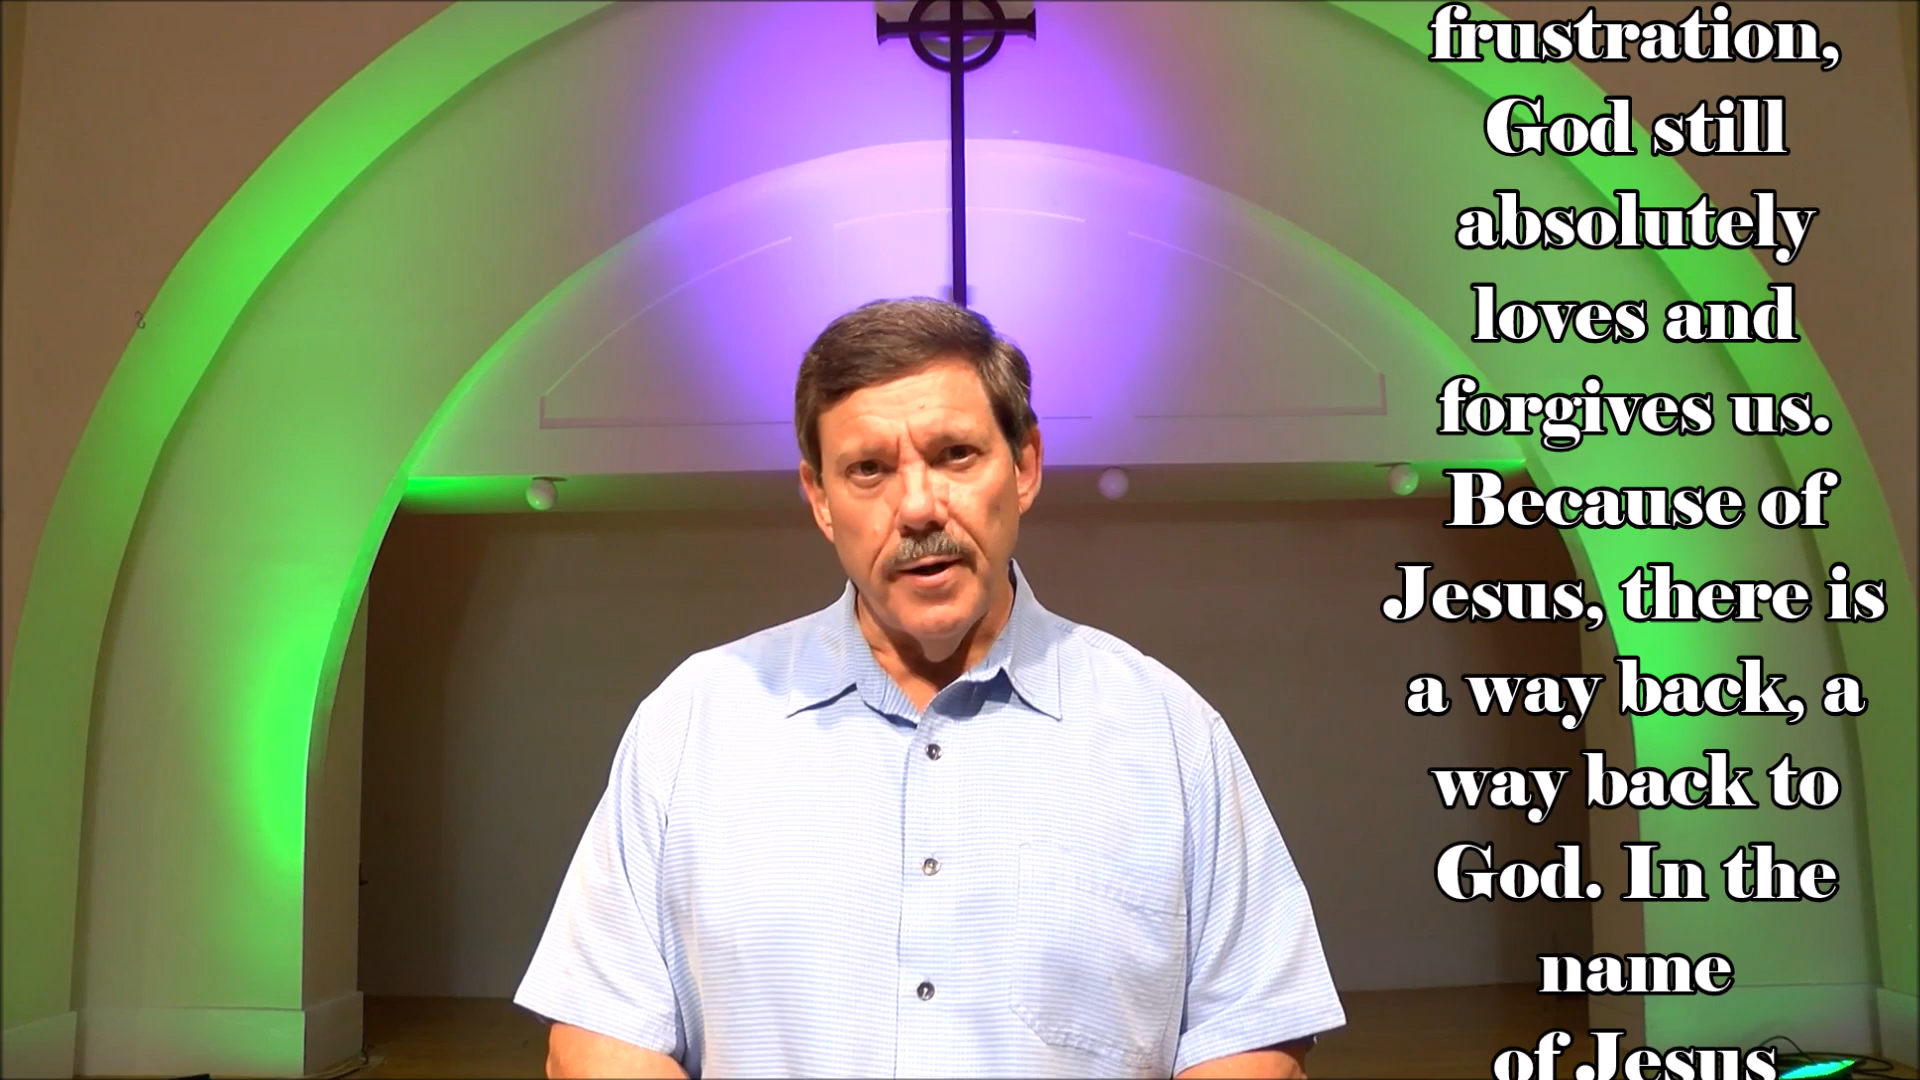 frustration,
God still
absolutely
loves and
forgives us.
Because of
Jesus, there is
a way back, a
way back to
God. In the
name
of Jesus